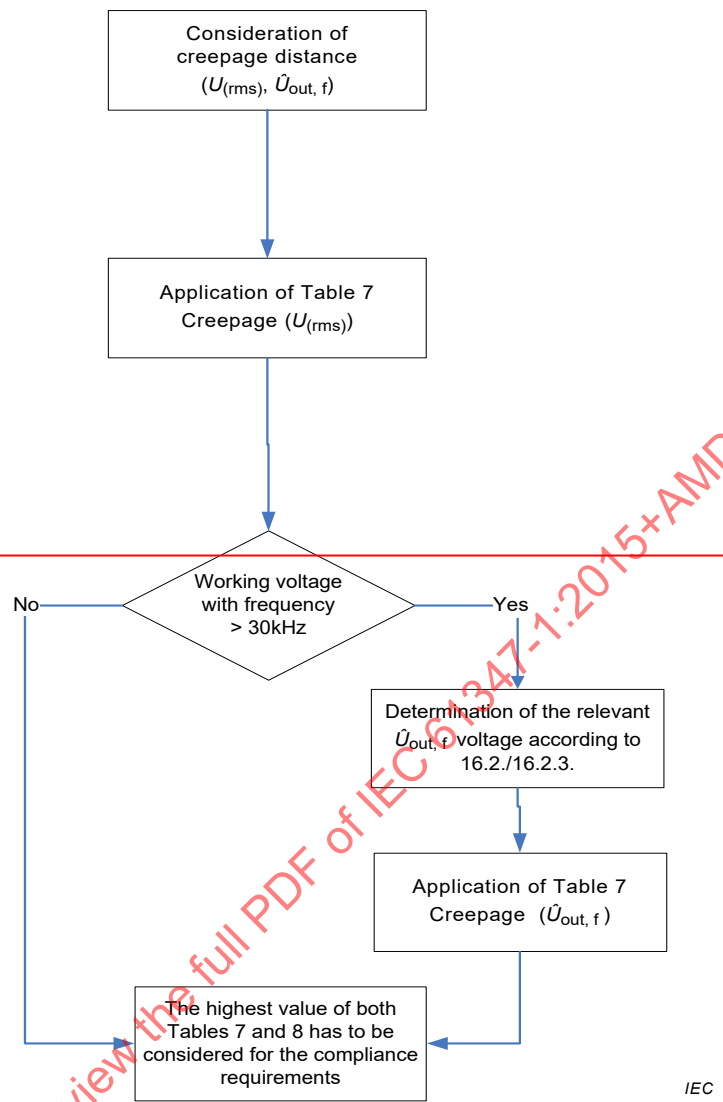 Consideration of
creepage distance
(U(rms), Ûout, f)
Application of Table 7
Creepage (U(rms))
Working voltage
with frequency
> 30kHz
No
Yes
Determination of the relevant
Ûout, f voltage according to
16.2./16.2.3.
Application of Table 7
Creepage (Ûout, f )
The highest value of both
Tables 7 and 8 has to be
considered for the compliance
requirements
IEC
view the full PDF of IEC 61347-1:2015+AMD